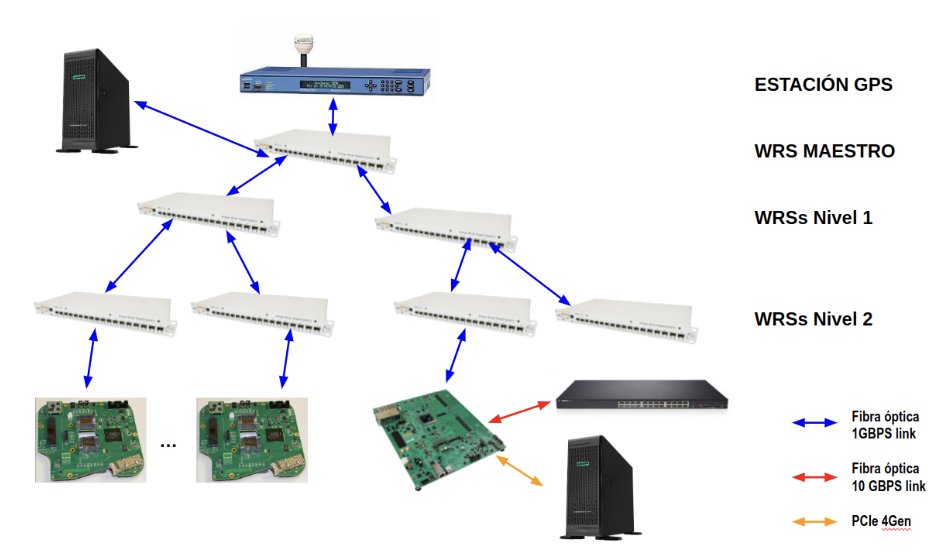 ESTACIÓN GPS
WRS MAESTRO
WRSs Nivel 1
WRSs Nivel 2
...
Fibra óptica
1GBPS link
Fibra óptica
10 GBPS link
PCIe 4Gen